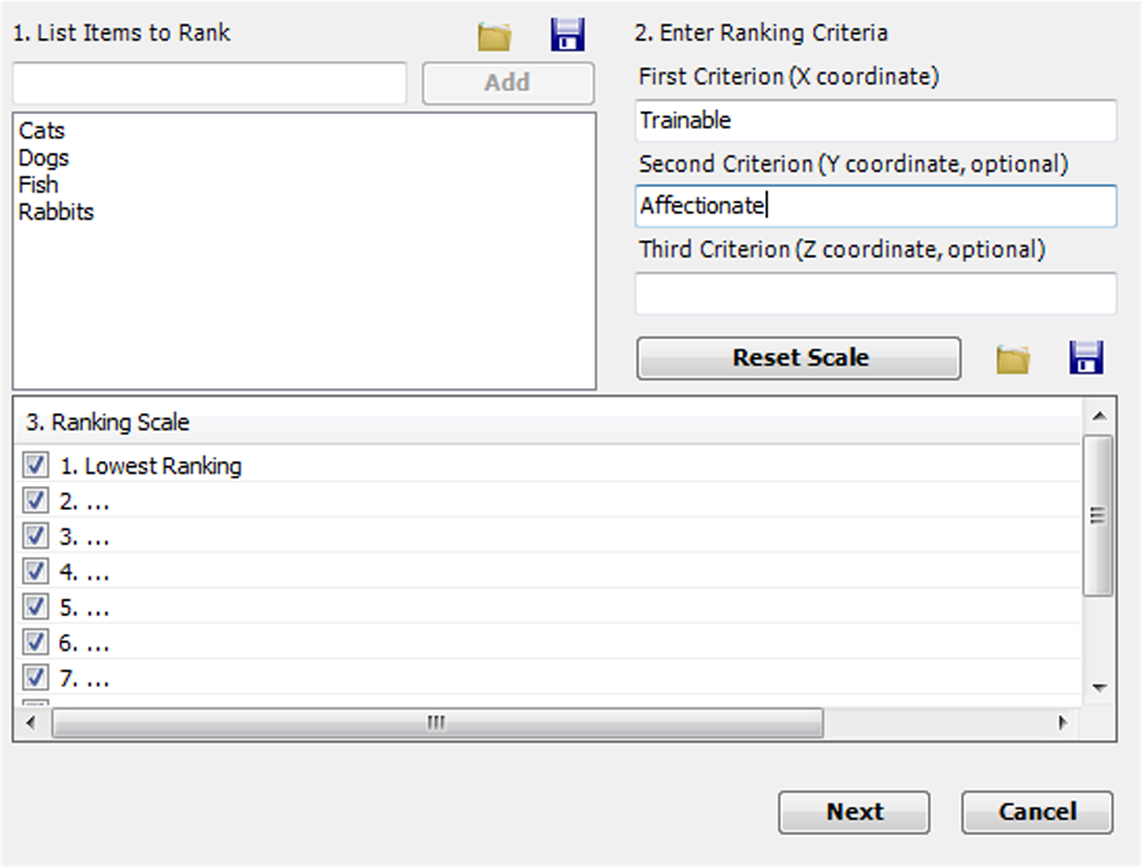 1. List Items to Rank
Add
Cats
Dogs
Fish
Rabbits
2. Enter Ranking Criteria
First Criterion (X coordinate)
Trainable
Second Criterion (Y coordinate, optional)
Affectionate
Third Criterion (Z coordinate, optional)
Reset Scale
3. Ranking Scale
1. Lowest Ranking
2. ...
3. ...
4. ...
5. ...
6. ...
7. ...
Next
Cancel